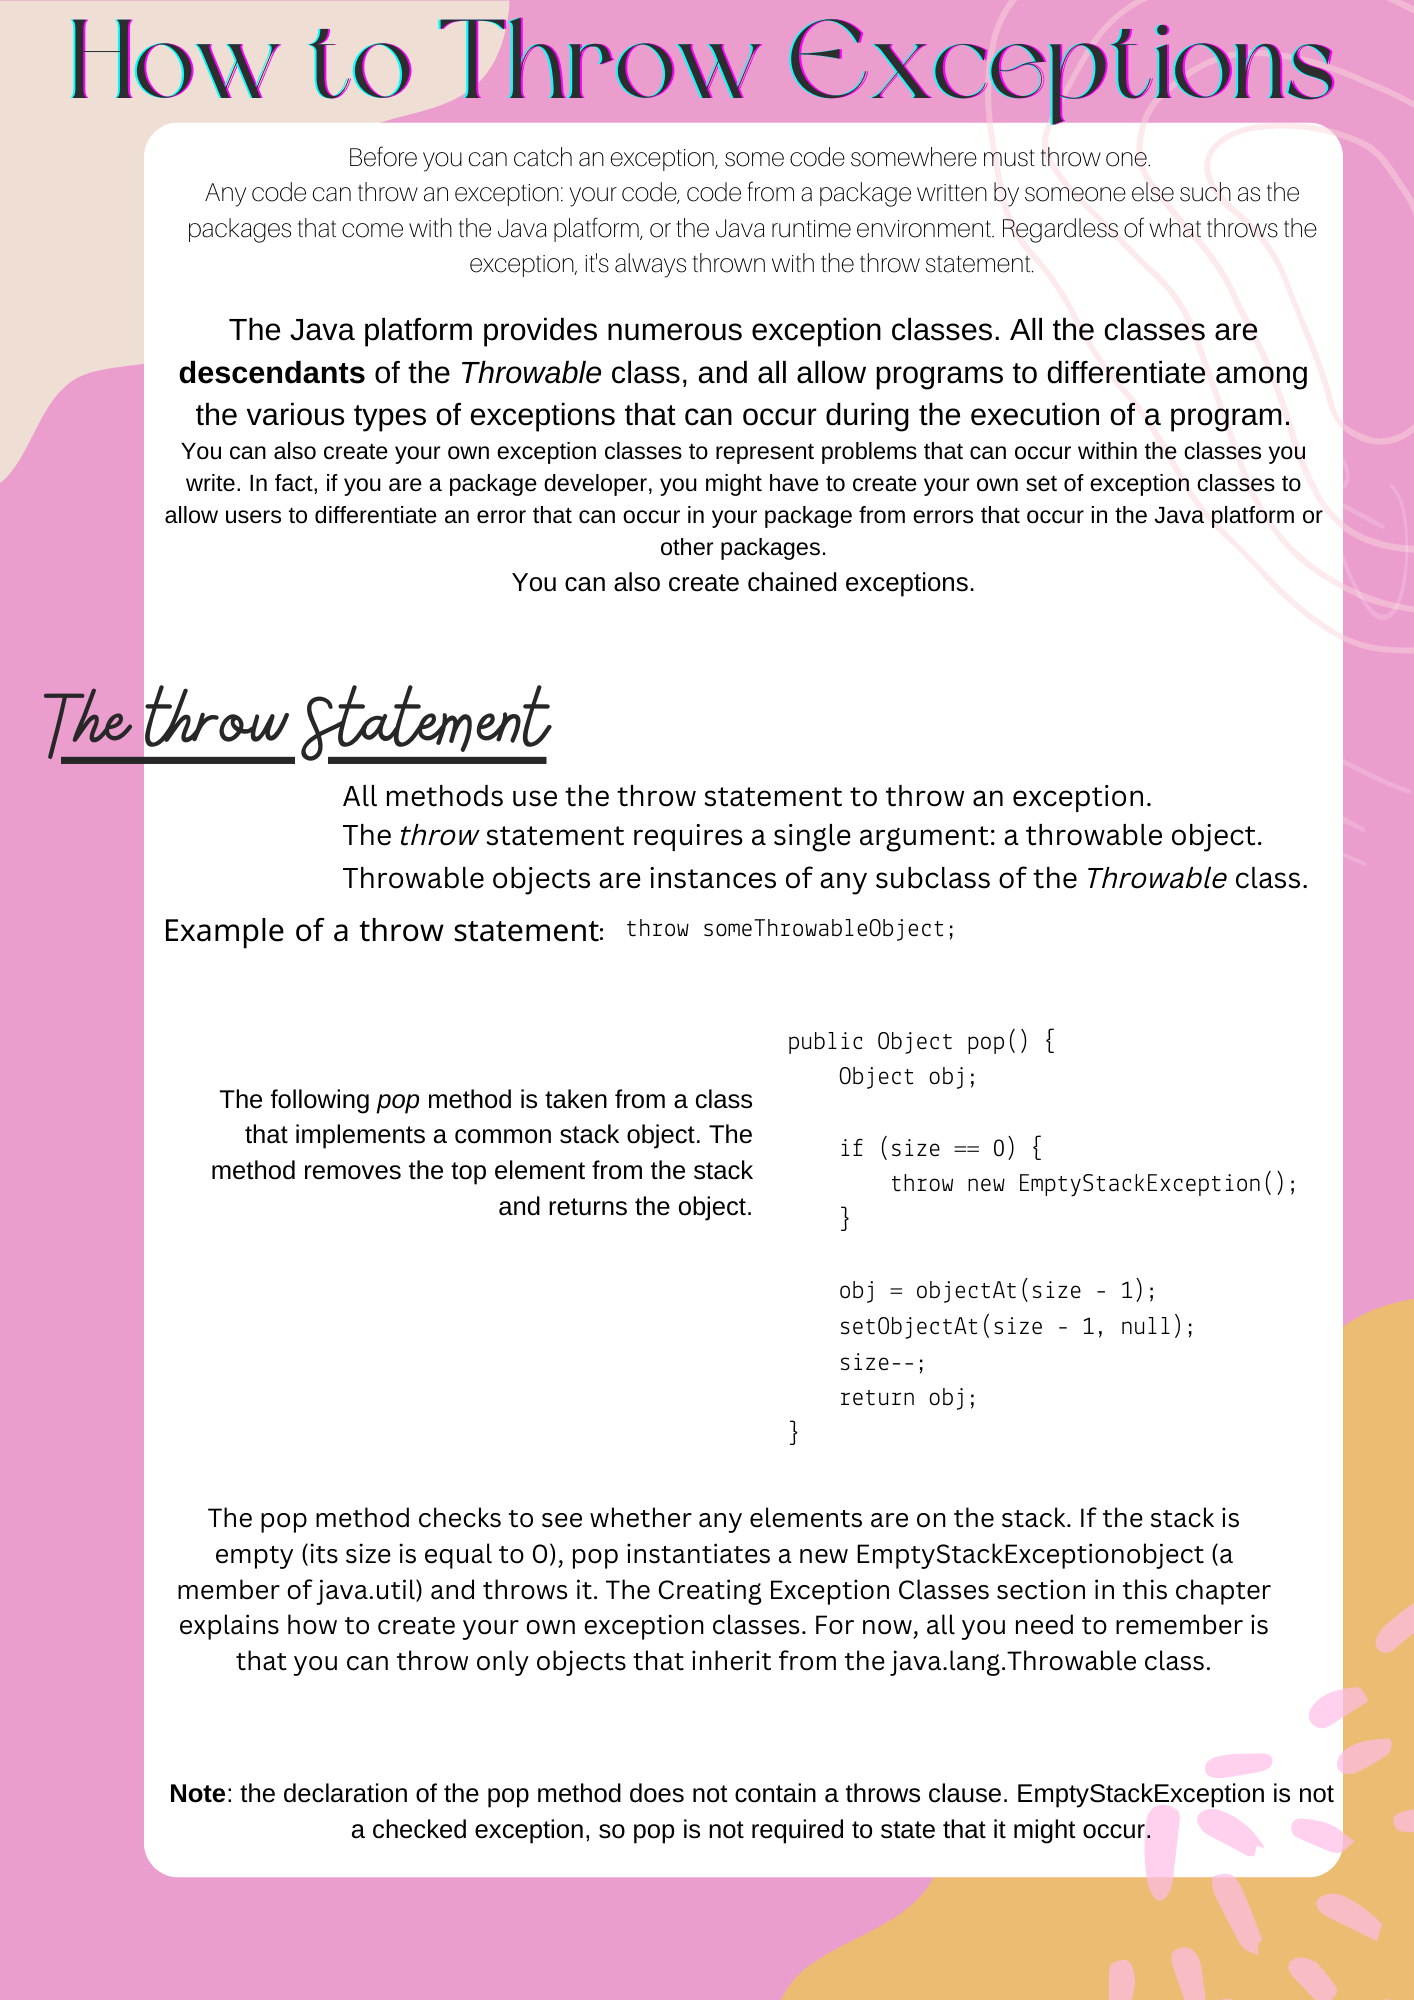 How to Throw Exceptions
Before you can catch an exception, some code somewhere must throw one.
Any code can throw an exception: your code, code from a package written by someone else such as the
packages that come with the Java platform, or the Java runtime environment. Regardless of what throws the
exception, it's always thrown with the throw statement.
The Java platform provides numerous exception classes. All the classes are
descendants of the Throwable class, and all allow programs to differentiate among
the various types of exceptions that can occur during the execution of a program.
You can also create your own exception classes to represent problems that can occur within the classes you
write. In fact, if you are a package developer, you might have to create your own set of exception classes to
allow users to differentiate an error that can occur in your package from errors that occur in the Java platform or
other packages.
You can also create chained exceptions.
The throw Statement
All methods use the throw statement to throw an exception.
The throw statement requires a single argument: a throwable object.
Throwable objects are instances of any subclass of the Throwable class.
Example of a throw statement: throw someThrowableObject;
The following pop method is taken from a class
that implements a common stack object. The
method removes the top element from the stack
and returns the object.
public Object pop() {
    Object obj;
    if (size == 0) {
        throw new EmptyStackException();
    }
    obj = objectAt(size - 1);
    setObjectAt(size - 1, null);
    size--;
    return obj;
}
The pop method checks to see whether any elements are on the stack. If the stack is
empty (its size is equal to 0), pop instantiates a new EmptyStackExceptionobject (a
member of java.util) and throws it. The Creating Exception Classes section in this chapter
explains how to create your own exception classes. For now, all you need to remember is
that you can throw only objects that inherit from the java.lang.Throwable class.
Note: the declaration of the pop method does not contain a throws clause. EmptyStackException is not
a checked exception, so pop is not required to state that it might occur.